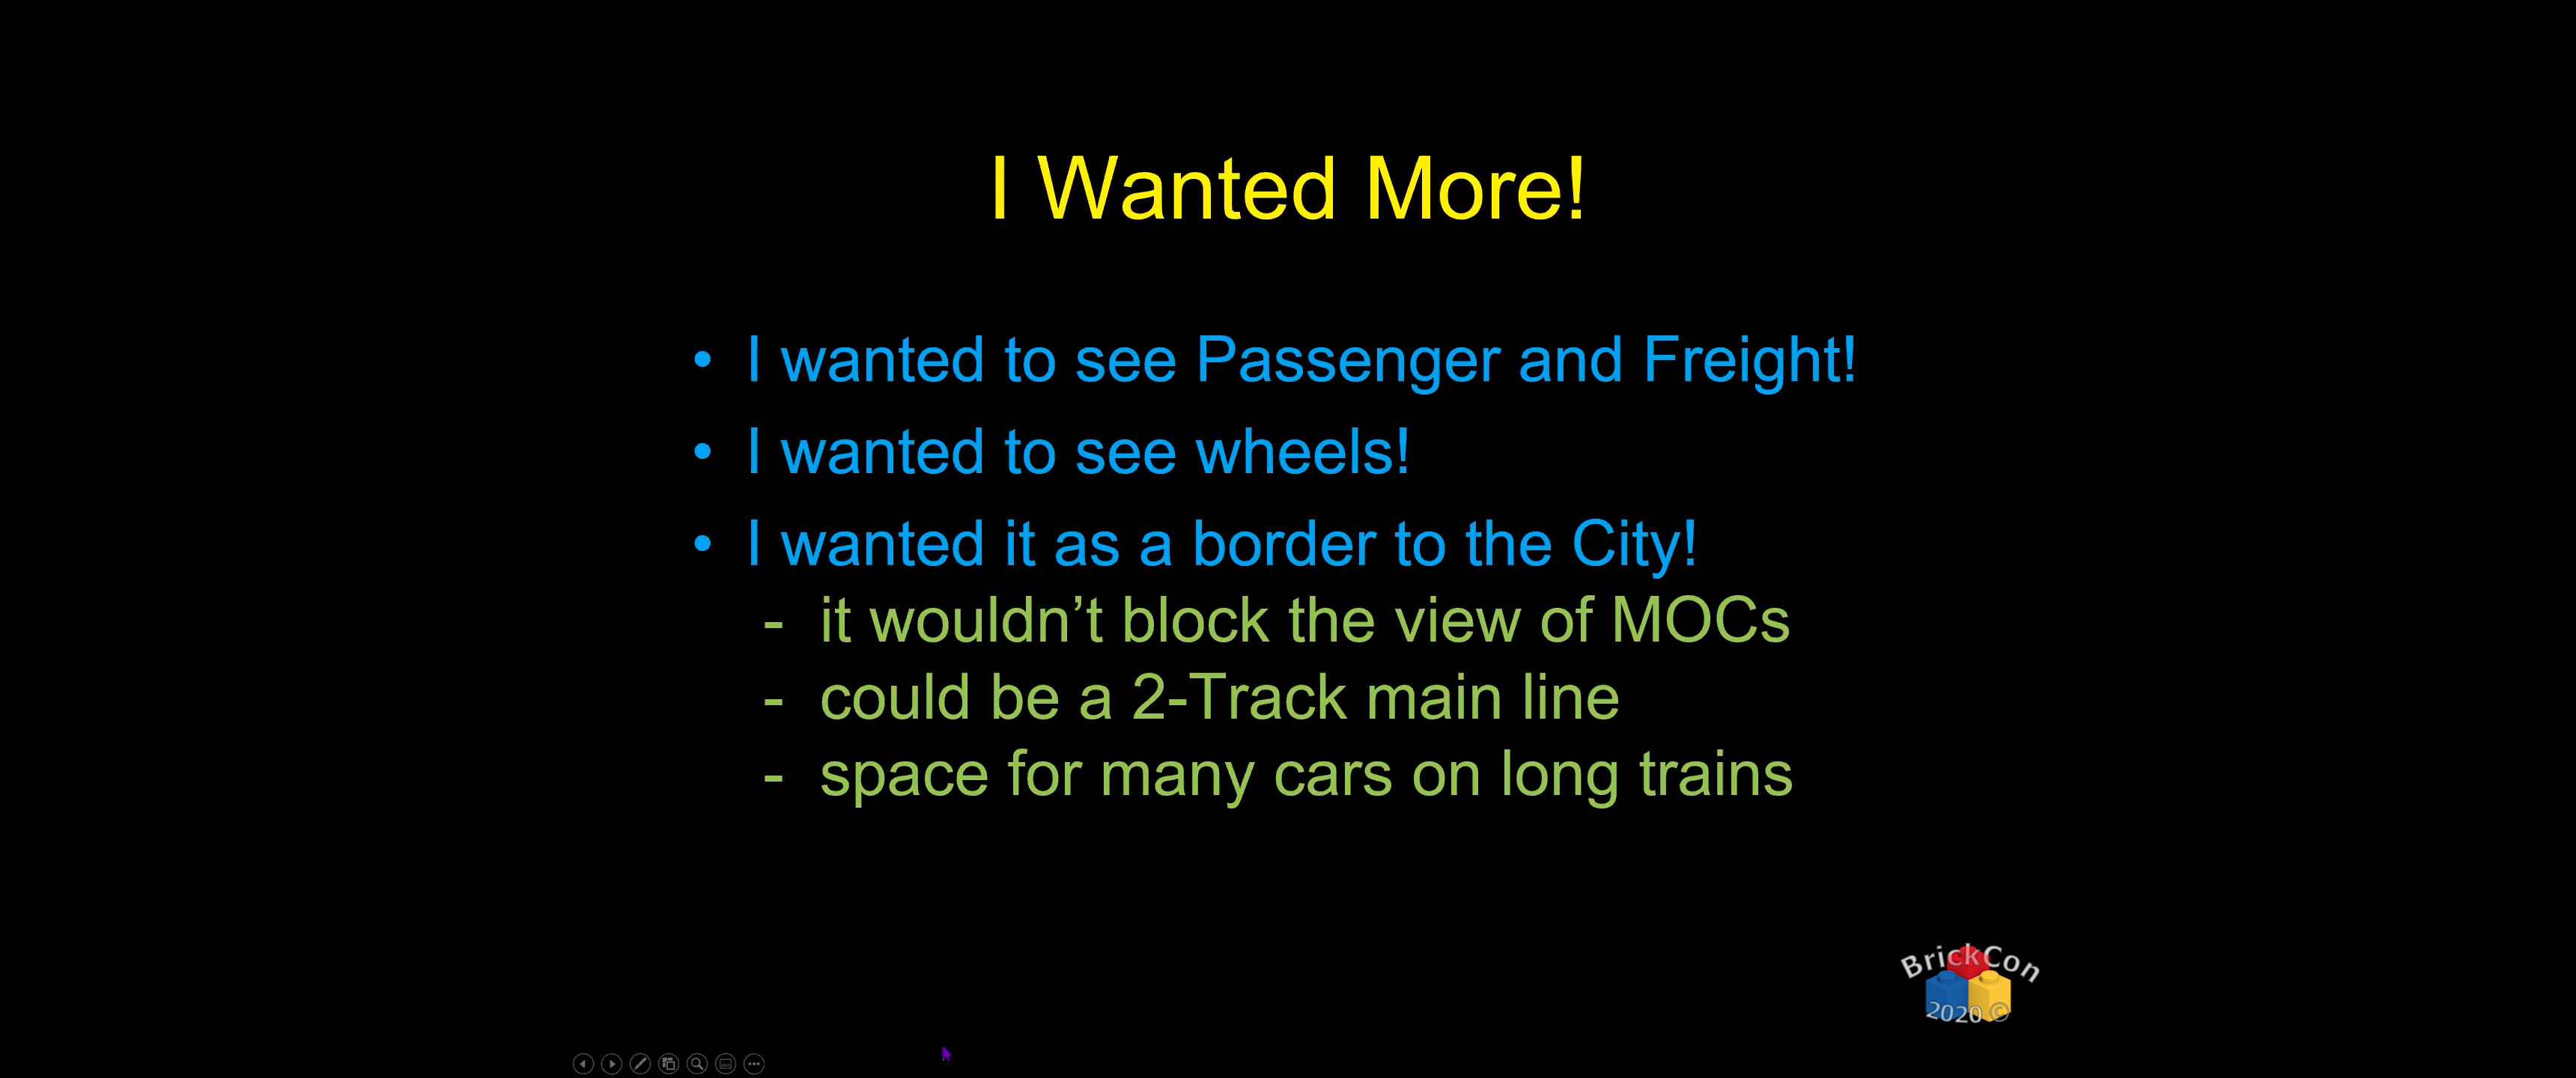 I Wanted More!
• I wanted to see Passenger and Freight!
• I wanted to see wheels!
• I wanted it as a border to the City!
- it wouldn’t block the view of MOCs
- could be a 2-Track main line
- space for many cars on long trains
BrickCon
2020 ©